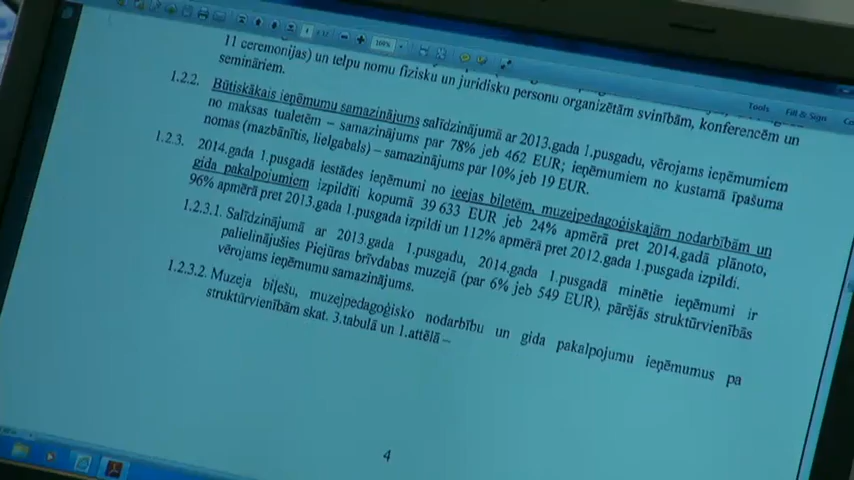 169%
Tools
Fill & Sign
11 ceremonijas) un telpu nomu fizisku un juridisku personu organizētām svinībām, konferencēm un
semināriem.
1.2.2. Būtiskākais ieņēmumu samazinājums salīdzinājumā ar 2013.gada 1.pusgadu, vērojams ieņēmumiem
no maksas tualetēm – samazinājums par 78% jeb 462 EUR; ieņēmumiem no kustamā īpašuma
nomas (mazbānītis, lielgabals) – samazinājums par 10% jeb 19 EUR.
1.2.3. 2014.gada 1.pusgadā iestādes ieņēmumi no ieejas biļetēm, muzejpedagoģiskajām nodarbībām un
gida pakalpojumiem izpildīti kopumā 39 633 EUR jeb 24% apmērā pret 2014.gadā plānoto,
96% apmērā pret 2013.gada 1.pusgada izpildi un 112% apmērā pret 2012.gada 1.pusgada izpildi.
1.2.3.1. Salīdzinājumā ar 2013.gada 1.pusgadu, 2014.gada 1.pusgadā minētie ieņēmumi ir
palielinājušies Piejūras brīvdabas muzejā (par 6% jeb 549 EUR), pārējās struktūrvienībās
vērojams ieņēmumu samazinājums.
1.2.3.2. Muzeja biļešu, muzejpedagoģisko nodarbību un gida pakalpojumu ieņēmumus pa
struktūrvienībām skat. 3.tabulā un 1.attēlā –
4